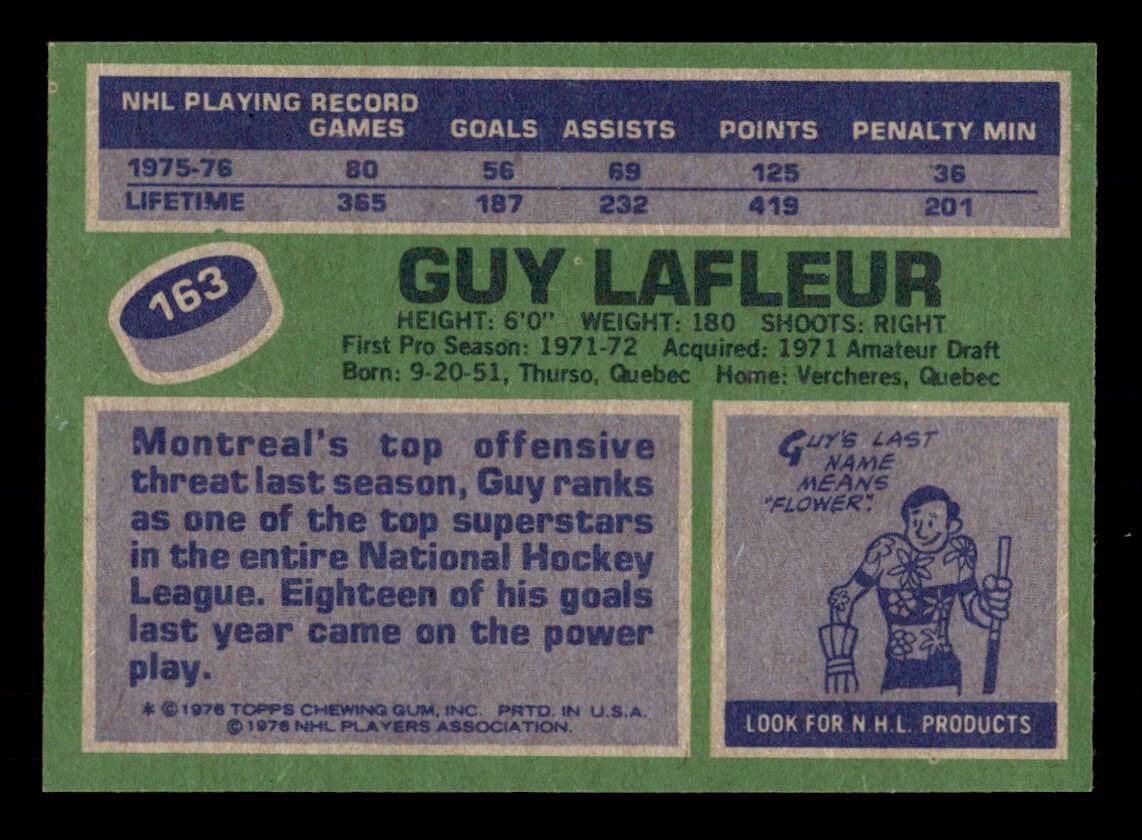 NHL PLAYING RECORD
GAMES GOALS ASSISTS POINTS PENALTY MIN
1975-76 80 56 69 125 36
LIFETIME 365 187 232 419 201
163
GUY LAFLEUR
HEIGHT: 6'0" WEIGHT: 180 SHOOTS: RIGHT
First Pro Season: 1971-72 Acquired: 1971 Amateur Draft
Born: 9-20-51, Thurso, Quebec Home: Vercheres, Quebec
Montreal's top offensive
threat last season, Guy ranks
as one of the top superstars
in the entire National Hockey
League. Eighteen of his goals
last year came on the power
play.
* © 1976 TOPPS CHEWING GUM, INC. PRTD. IN U.S.A.
© 1976 NHL PLAYERS ASSOCIATION.
GUY'S LAST
NAME
MEANS
"FLOWER".
LOOK FOR N.H.L. PRODUCTS